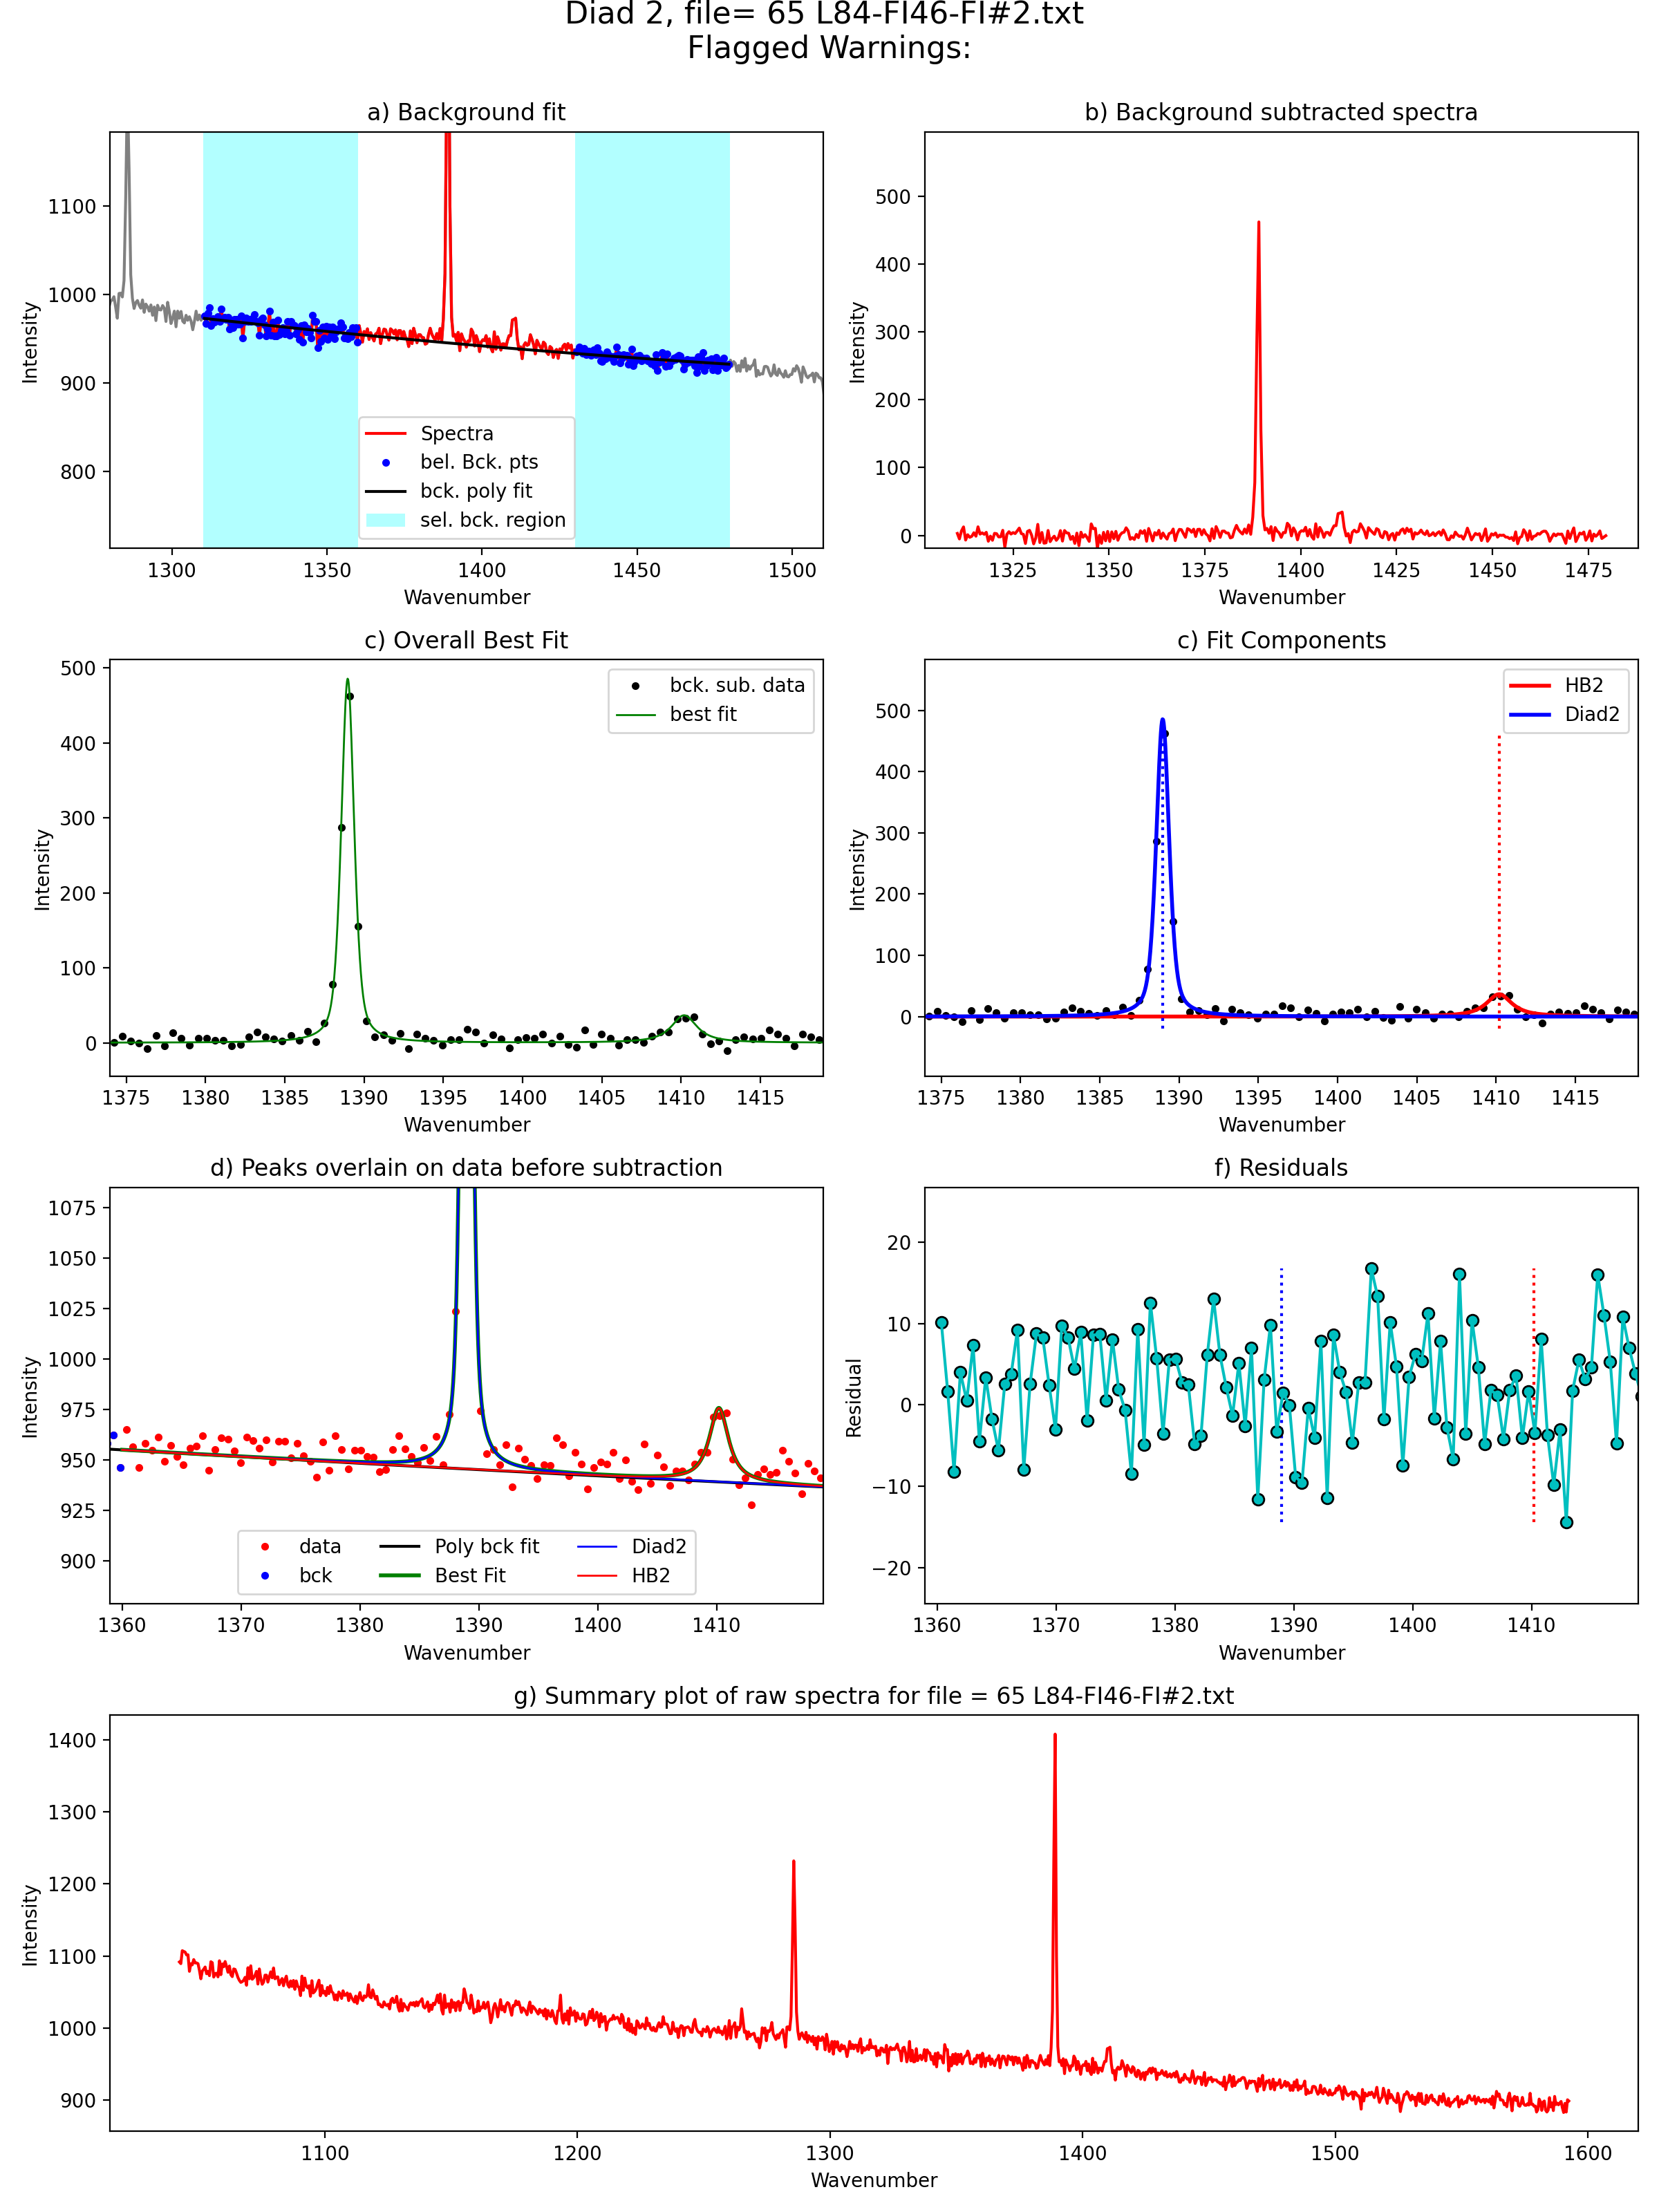 Diad 2, file= 65 L84-FI46-FI#2.txt
Flagged Warnings:
a) Background fit
Intensity
1100
1000
900
800
Spectra
bel. Bck. pts
bck. poly fit
sel. bck. region
1300 1350 1400 1450 1500
Wavenumber
b) Background subtracted spectra
Intensity
500
400
300
200
100
0
1325 1350 1375 1400 1425 1450 1475
Wavenumber
c) Overall Best Fit
Intensity
500
400
300
200
100
0
bck. sub. data
best fit
1375 1380 1385 1390 1395 1400 1405 1410 1415
Wavenumber
c) Fit Components
Intensity
500
400
300
200
100
0
HB2
Diad2
1375 1380 1385 1390 1395 1400 1405 1410 1415
Wavenumber
d) Peaks overlain on data before subtraction
Intensity
1075
1050
1025
1000
975
950
925
900
data
bck
Poly bck fit
Best Fit
Diad2
HB2
1360 1370 1380 1390 1400 1410
Wavenumber
f) Residuals
Residual
20
10
0
−10
−20
1360 1370 1380 1390 1400 1410
Wavenumber
g) Summary plot of raw spectra for file = 65 L84-FI46-FI#2.txt
Intensity
1400
1300
1200
1100
1000
900
1100 1200 1300 1400 1500 1600
Wavenumber